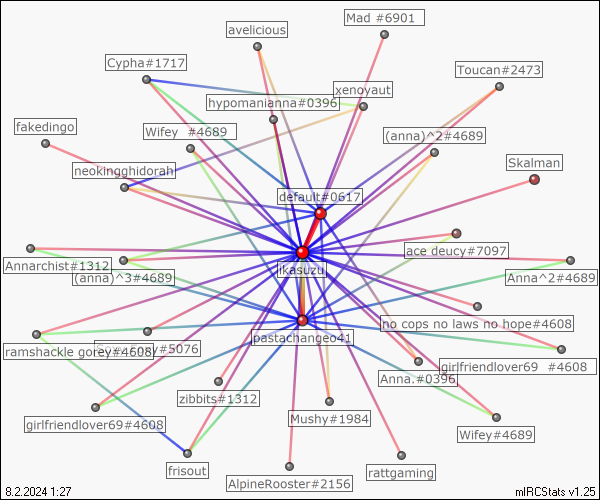 Mad #6901
avelicious
Cypha#1717
Toucan#2473
xenoyaut
hypomanianna#0396
fakedingo
Wifey #4689
(anna)^2#4689
Skalman
neokingghidorah
default#0617
ace deucy#7097
Annarchist#1312
likasuzu
(anna)^3#4689
Anna^2#4689
no cops no laws no hope#4608
pastachangeo41
ramshackle gorey#4608
#5076
girlfriendlover69 #4608
Anna.#0396
zibbits#1312
Mushy#1984
girlfriendlover69#4608
Wifey#4689
frisout
rattgaming
AlpineRooster#2156
8.2.2024 1:27
mIRCStats v1.25